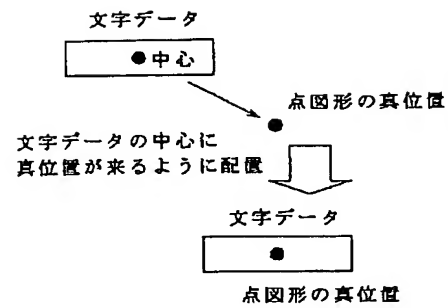 文字データ
中心
点図形の真位置
文字データの中心に
真位置が来るように配置
文字データ
点図形の真位置